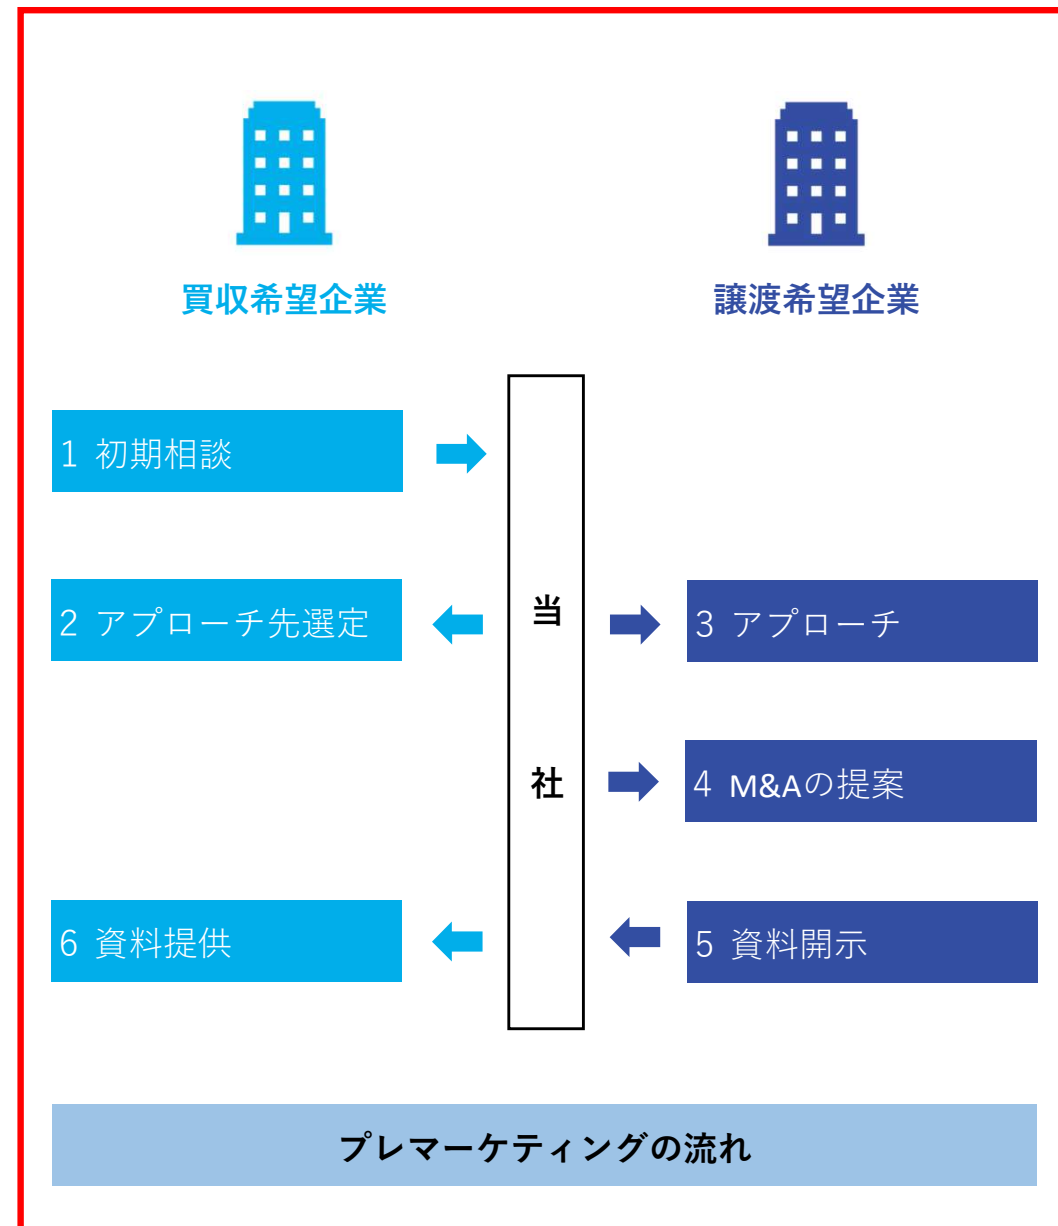 買収希望企業
譲渡希望企業
1 初期相談
2 アプローチ先選定
当社
3 アプローチ
4 M&Aの提案
6 資料提供
5 資料開示
プレマーケティングの流れ